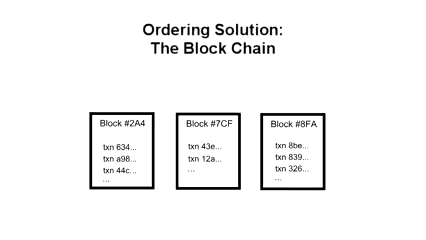 Ordering Solution:
The Block Chain
Block #2A4
txn 634...
txn a98...
txn 44c...
...
Block #7CF
txn 43e...
txn 12a...
...
Block #8FA
txn 8be...
txn 839...
txn 326...
...